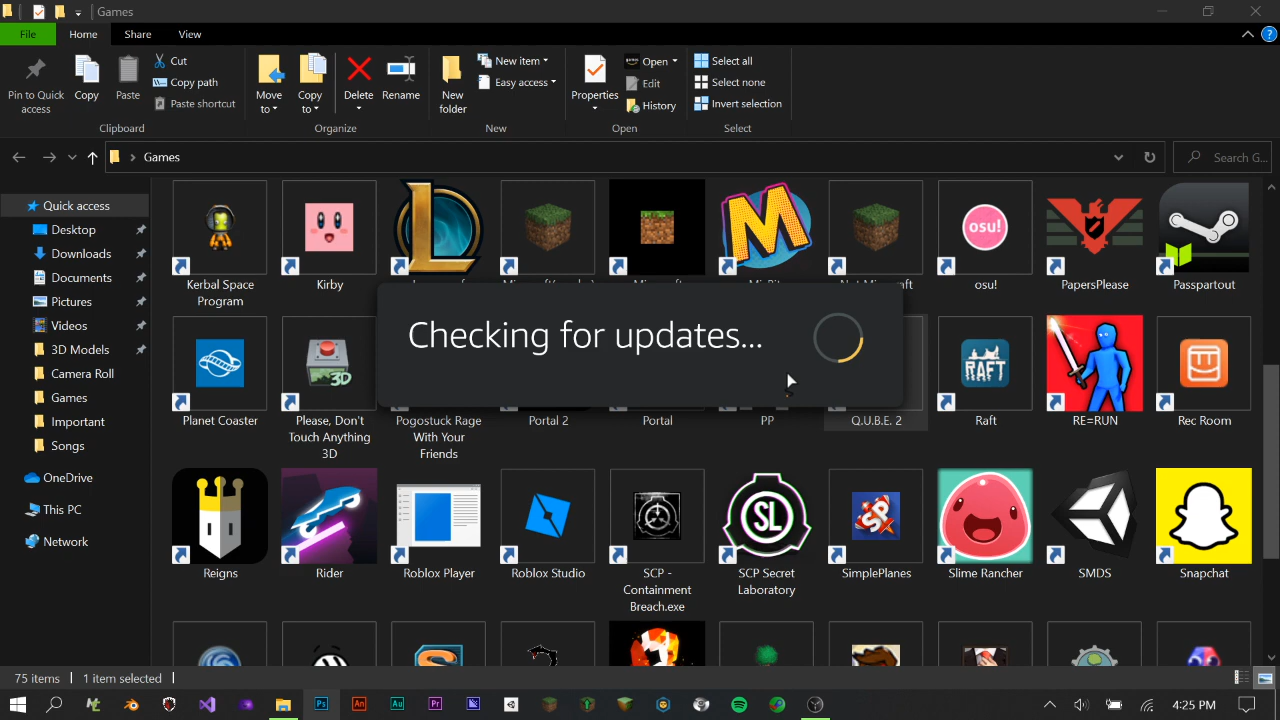 Games
File Home Share View
Pin to Quick access
Copy
Paste
Cut
Copy path
Paste shortcut
Clipboard
Move to
Copy to
Delete
Rename
Organize
New folder
New item
Easy access
New
Properties
Open
Edit
History
Open
Select all
Select none
Invert selection
Select
Games
Search G...
Quick access
Desktop
Downloads
Documents
Pictures
Videos
3D Models
Camera Roll
Games
Important
Songs
OneDrive
This PC
Network
osu!
Kerbal Space
Program
Kirby
osu!
PapersPlease
Passpartout
Checking for updates...
3D
RAFT
Planet Coaster
Please, Don't
Touch Anything
3D
Pogostuck Rage
With Your
Friends
Portal 2
Portal
PP
Q.U.B.E. 2
Raft
RE=RUN
Rec Room
SL
SP
Reigns
Rider
Roblox Player
Roblox Studio
SCP -
Containment
Breach.exe
SCP Secret
Laboratory
SimplePlanes
Slime Rancher
SMDS
Snapchat
75 items
1 item selected
Ps
An
Au
Pr
4:25 PM